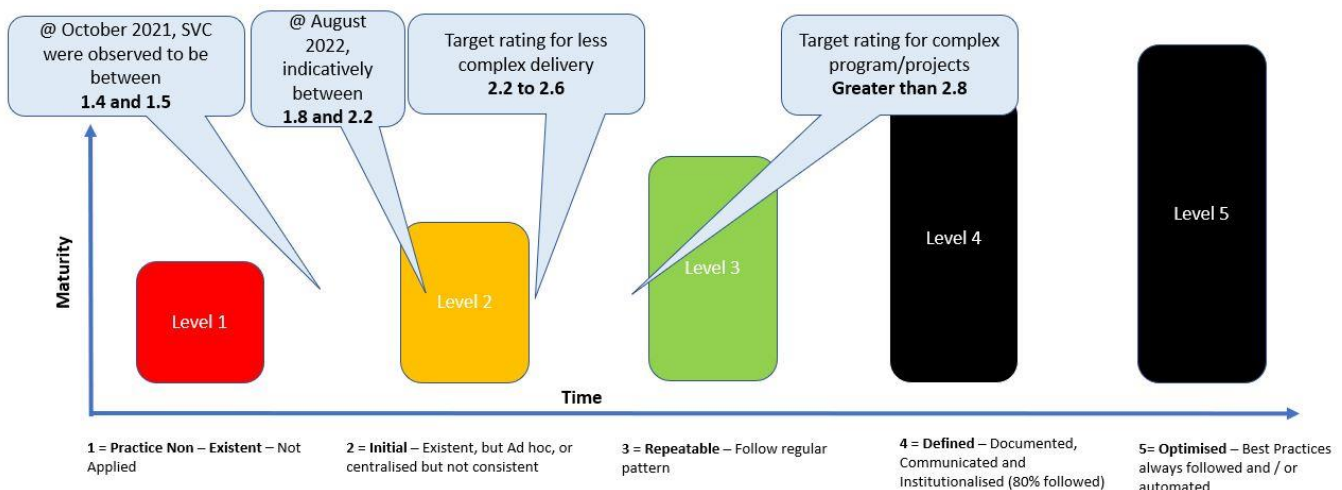 @ October 2021, SVC
were observed to be
between
1.4 and 1.5
@ August
2022,
indicatively
between
1.8 and 2.2
Target rating for less
complex delivery
2.2 to 2.6
Target rating for complex
program/projects
Greater than 2.8
Maturity
Level 1
Level 2
Level 3
Level 4
Level 5
Time
1 = Practice Non – Existent – Not
Applied
2 = Initial – Existent, but Ad hoc, or
centralised but not consistent
3 = Repeatable – Follow regular
pattern
4 = Defined – Documented,
Communicated and
Institutionalised (80% followed)
5= Optimised – Best Practices
always followed and / or
automated